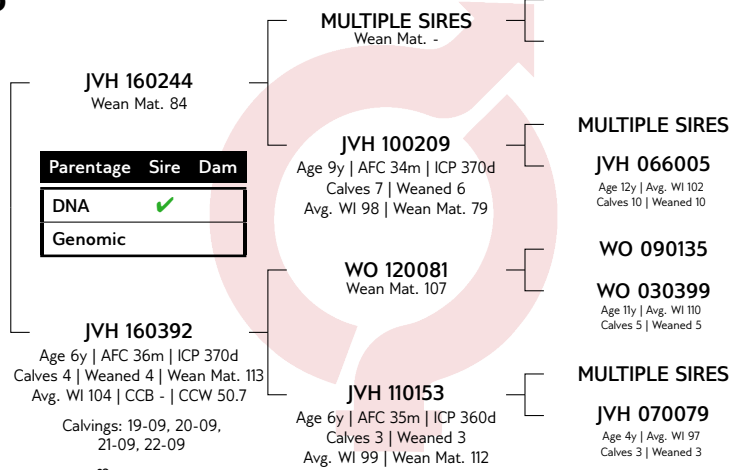 MULTIPLE SIRES
Wean Mat. -
JVH 160244
Wean Mat. 84
JVH 100209
Age 9y | AFC 34m | ICP 370d
Calves 7 | Weaned 6
Avg. WI 98 | Wean Mat. 79
MULTIPLE SIRES
JVH 066005
Age 12y | Avg. WI 102
Calves 10 | Weaned 10
Parentage Sire Dam
DNA ✔
Genomic
WO 120081
Wean Mat. 107
WO 090135
WO 030399
Age 11y | Avg. WI 110
Calves 5 | Weaned 5
JVH 160392
Age 6y | AFC 36m | ICP 370d
Calves 4 | Weaned 4 | Wean Mat. 113
Avg. WI 104 | CCB - | CCW 50.7
Calvings: 19-09, 20-09,
21-09, 22-09
JVH 110153
Age 6y | AFC 35m | ICP 360d
Calves 3 | Weaned 3
Avg. WI 99 | Wean Mat. 112
MULTIPLE SIRES
JVH 070079
Age 4y | Avg. WI 97
Calves 3 | Weaned 3